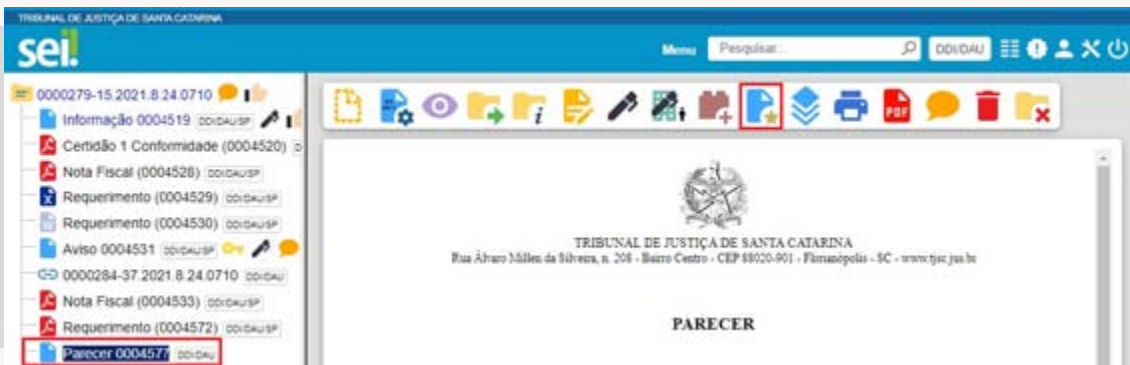 TRIBUNAL DE JUSTIÇA DE SANTA CATARINA
sei!
Menu Pesquisar... DDI/DAU
0000279-15.2021.8.24.0710
Informação 0004519 DDI/DAU/SP
Certidão 1 Conformidade (0004520) D
Nota Fiscal (0004528) DDI/DAU/SP
Requerimento (0004529) DDI/DAU/SP
Requerimento (0004530) DDI/DAU/SP
Aviso 0004531 DDI/DAU/SP
0000284-37.2021.8.24.0710 DDI/DAU
Nota Fiscal (0004533) DDI/DAU/SP
Requerimento (0004572) DDI/DAU/SP
Parecer 0004577 DDI/DAU
PDF
TRIBUNAL DE JUSTIÇA DE SANTA CATARINA
Rua Álvaro Millen da Silveira, n. 208 - Bairro Centro - CEP 88020-901 - Florianópolis - SC - www.tjsc.jus.br
PARECER